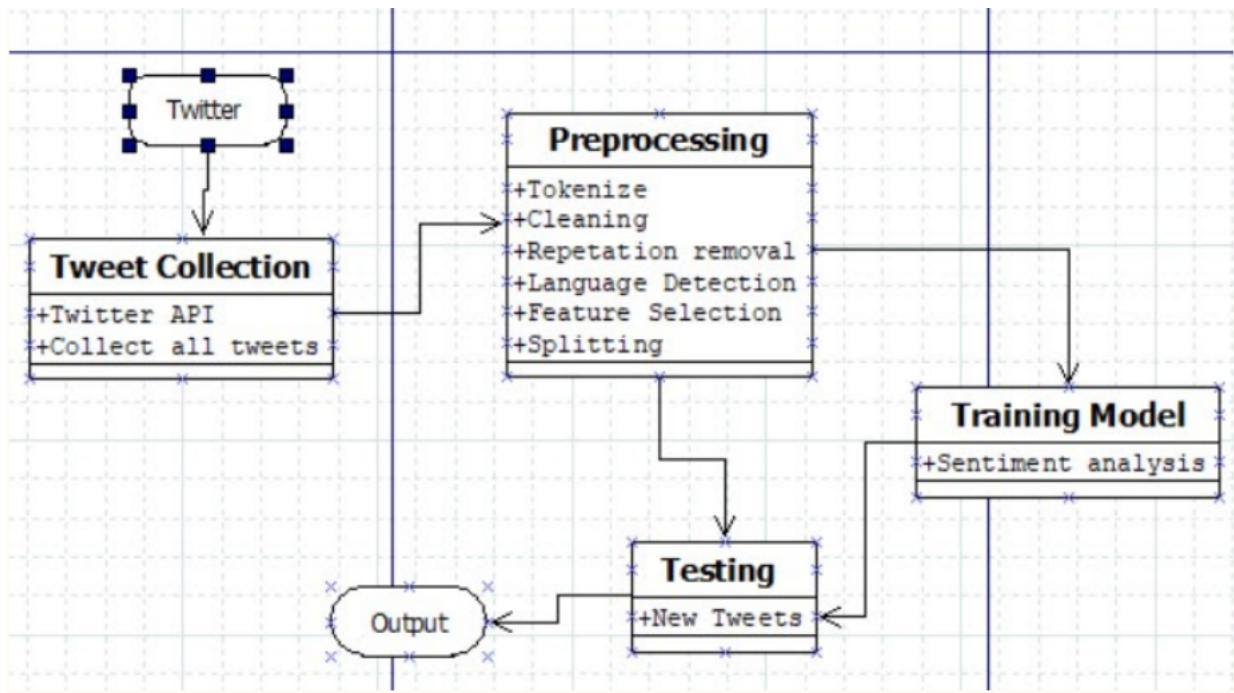 Twitter
Tweet Collection
+Twitter API
+Collect all tweets
Preprocessing
+Tokenize
+Cleaning
+Repetation removal
+Language Detection
+Feature Selection
+Splitting
Training Model
+Sentiment analysis
Testing
+New Tweets
Output